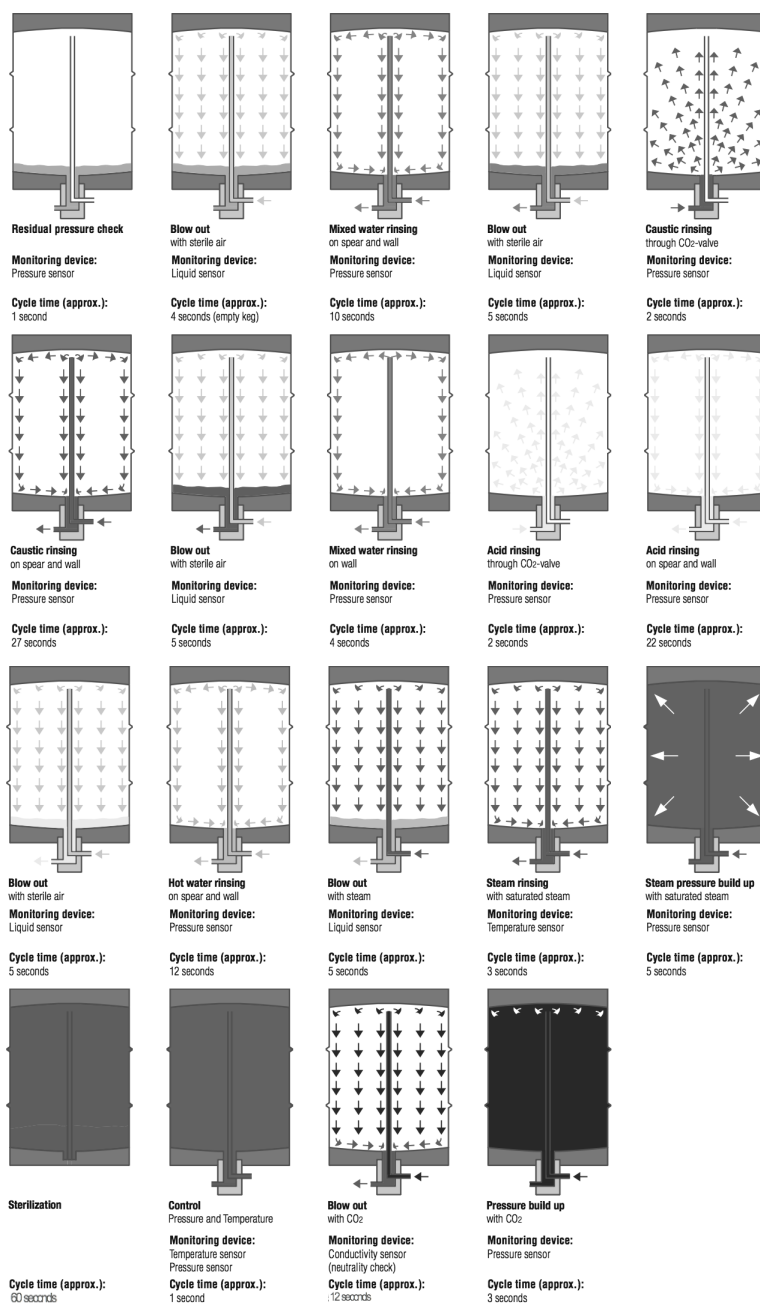 Residual pressure check
Monitoring device:
Pressure sensor
Cycle time (approx.):
1 second
Blow out
with sterile air
Monitoring device:
Liquid sensor
Cycle time (approx.):
4 seconds (empty keg)
Mixed water rinsing
on spear and wall
Monitoring device:
Pressure sensor
Cycle time (approx.):
10 seconds
Blow out
with sterile air
Monitoring device:
Liquid sensor
Cycle time (approx.):
5 seconds
Caustic rinsing
through CO2-valve
Monitoring device:
Pressure sensor
Cycle time (approx.):
2 seconds
Caustic rinsing
on spear and wall
Monitoring device:
Pressure sensor
Cycle time (approx.):
27 seconds
Blow out
with sterile air
Monitoring device:
Liquid sensor
Cycle time (approx.):
5 seconds
Mixed water rinsing
on wall
Monitoring device:
Pressure sensor
Cycle time (approx.):
4 seconds
Acid rinsing
through CO2-valve
Monitoring device:
Pressure sensor
Cycle time (approx.):
2 seconds
Acid rinsing
on spear and wall
Monitoring device:
Pressure sensor
Cycle time (approx.):
22 seconds
Blow out
with sterile air
Monitoring device:
Liquid sensor
Cycle time (approx.):
5 seconds
Hot water rinsing
on spear and wall
Monitoring device:
Pressure sensor
Cycle time (approx.):
12 seconds
Blow out
with steam
Monitoring device:
Liquid sensor
Cycle time (approx.):
5 seconds
Steam rinsing
with saturated steam
Monitoring device:
Temperature sensor
Cycle time (approx.):
3 seconds
Steam pressure build up
with saturated steam
Monitoring device:
Pressure sensor
Cycle time (approx.):
5 seconds
Sterilization
Cycle time (approx.):
60 seconds
Control
Pressure and Temperature
Monitoring device:
Temperature sensor
Pressure sensor
Cycle time (approx.):
1 second
Blow out
with CO2
Monitoring device:
Conductivity sensor
(neutrality check)
Cycle time (approx.):
12 seconds
Pressure build up
with CO2
Monitoring device:
Pressure sensor
Cycle time (approx.):
3 seconds